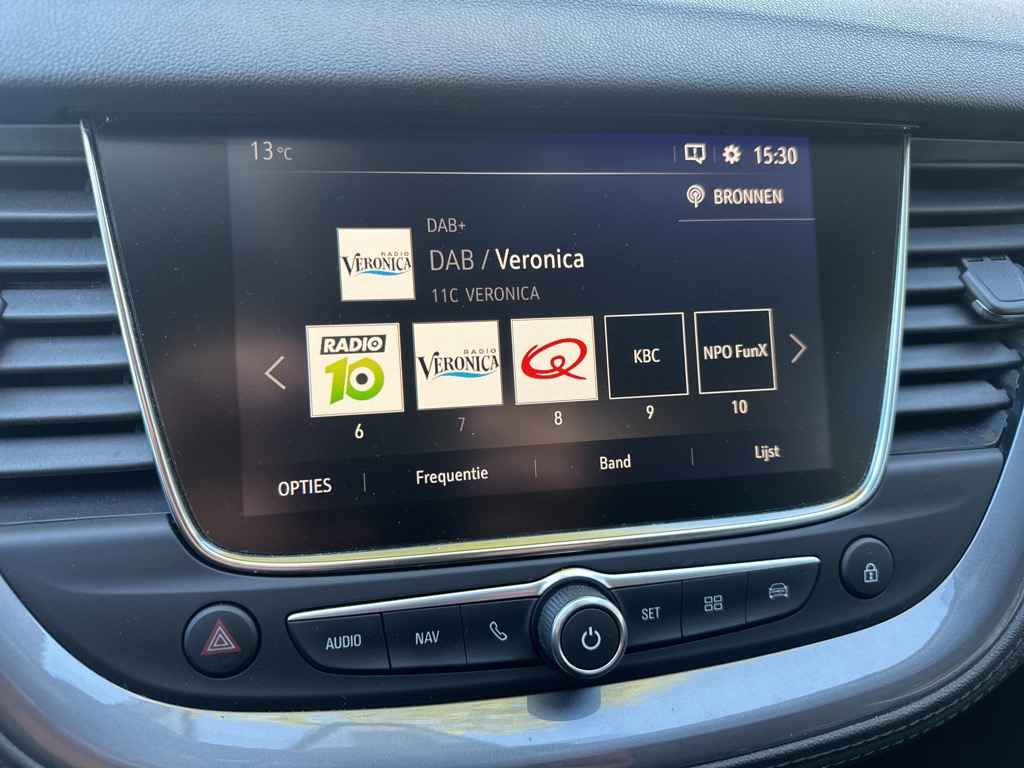 13 °C
15:30
BRONNEN
DAB+
DAB / Veronica
11C VERONICA
RADIO VERONICA
RADIO 10
RADIO VERONICA
Q
KBC
NPO FunX
6 7 8 9 10
OPTIES Frequentie Band Lijst
AUDIO NAV SET